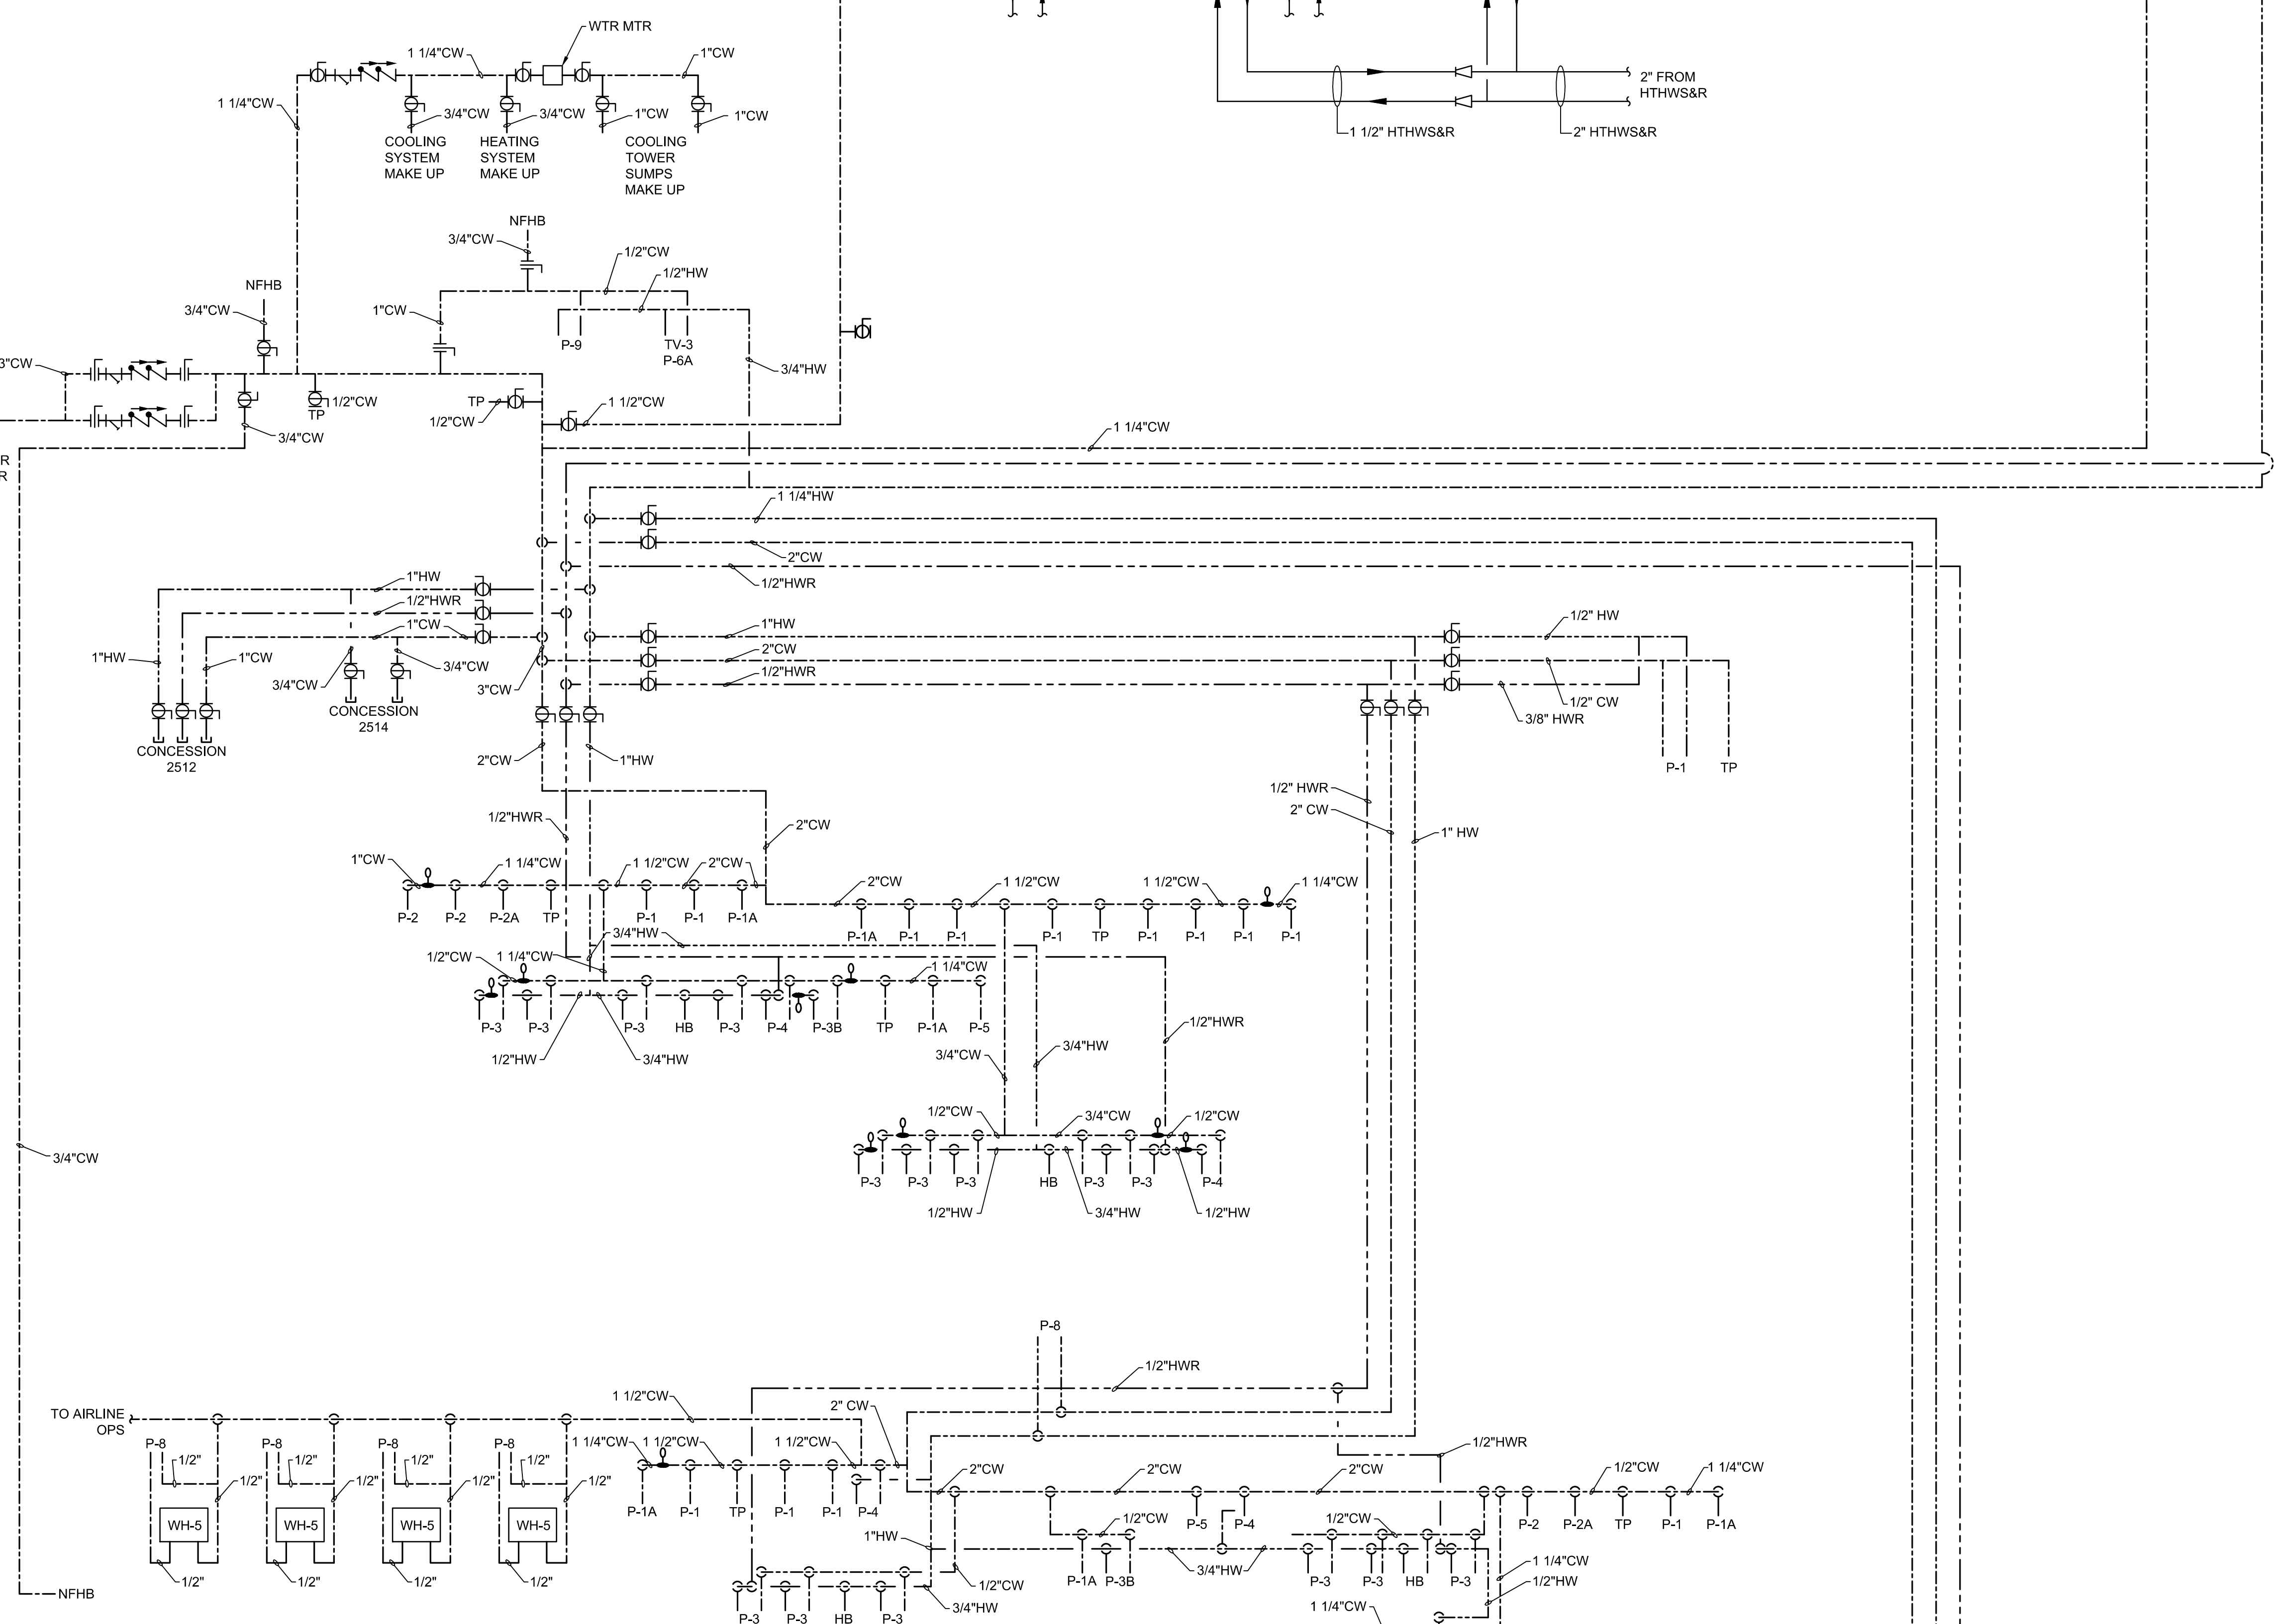 WTR MTR
1 1/4"CW
1"CW
2" FROM
HTHWS&R
1 1/4"CW
3/4"CW
3/4"CW
1"CW
1"CW
1 1/2" HTHWS&R
2" HTHWS&R
COOLING
SYSTEM
MAKE UP
HEATING
SYSTEM
MAKE UP
COOLING
TOWER
SUMPS
MAKE UP
NFHB
3/4"CW
1/2"CW
1/2"HW
NFHB
3/4"CW
1"CW
P-9
TV-3
P-6A
3"CW
3/4"HW
TP
1/2"CW
TP
1/2"CW
1 1/2"CW
3/4"CW
1 1/4"CW
R
R
1 1/4"HW
2"CW
1/2"HWR
1"HW
1/2"HWR
1"CW
1"HW
2"CW
1/2"HWR
1/2" HW
1"HW
1"CW
3/4"CW
3/4"CW
3"CW
1/2" CW
3/8" HWR
CONCESSION
2514
CONCESSION
2512
2"CW
1"HW
P-1
TP
1/2" HWR
2" CW
1" HW
1/2"HWR
2"CW
1"CW
1 1/4"CW
1 1/2"CW
2"CW
2"CW
1 1/2"CW
1 1/2"CW
1 1/4"CW
P-2
P-2
P-2A
TP
P-1
P-1
P-1A
P-1A
P-1
P-1
P-1
TP
P-1
P-1
P-1
P-1
3/4"HW
1/2"CW
1 1/4"CW
1 1/4"CW
P-3
P-3
P-3
HB
P-3
P-4
P-3B
TP
P-1A
P-5
1/2"HW
3/4"HW
1/2"HWR
3/4"CW
3/4"HW
1/2"CW
3/4"CW
1/2"CW
3/4"CW
P-3
P-3
P-3
HB
P-3
P-3
P-4
1/2"HW
3/4"HW
1/2"HW
P-8
1/2"HWR
TO AIRLINE
OPS
1 1/2"CW
2" CW
P-8
1/2"
1/2"
WH-5
1/2"
P-8
1/2"
1/2"
WH-5
1/2"
P-8
1/2"
1/2"
WH-5
1/2"
P-8
1/2"
1/2"
WH-5
1/2"
1 1/4"CW
1 1/2"CW
1 1/2"CW
1/2"HWR
P-1A
P-1
TP
P-1
P-1
P-4
2"CW
2"CW
2"CW
1/2"CW
1 1/4"CW
P-5
P-4
P-2
P-2A
TP
P-1
P-1A
1"HW
1/2"CW
1/2"CW
P-1A
P-3B
3/4"HW
P-3
P-3
HB
P-3
1 1/4"CW
1/2"HW
1/2"CW
3/4"HW
NFHB
P-3
P-3
HB
P-3
1 1/4"CW